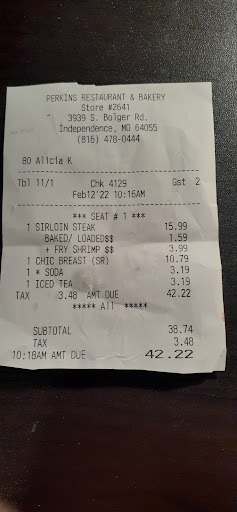 PERKINS RESTAURANT & BAKERY
Store #2641
3939 S. Bolger Rd.
Independence, MO 64055
(816) 478-0444
80 Alicia K
Tbl 11/1 Chk 4129 Gst 2
Feb12'22 10:16AM
*** SEAT # 1 ***
1 SIRLOIN STEAK 15.99
BAKED/ LOADED$$ 1.59
+ FRY SHRIMP $$ 3.99
1 CHIC BREAST (SR) 10.79
1 * SODA 3.19
1 ICED TEA 3.19
TAX 3.48 AMT DUE 42.22
***** All *****
SUBTOTAL 38.74
TAX 3.48
10:18AM AMT DUE 42.22